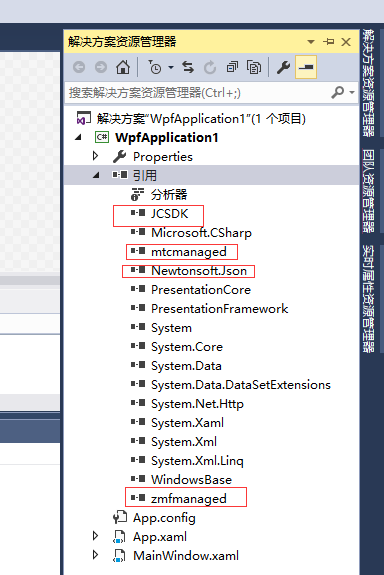 解决方案资源管理器
搜索解决方案资源管理器(Ctrl+;)
解决方案“WpfApplication1”(1 个项目)
C# WpfApplication1
Properties
引用
分析器
JCSDK
Microsoft.CSharp
mtcmanaged
Newtonsoft.Json
PresentationCore
PresentationFramework
System
System.Core
System.Data
System.Data.DataSetExtensions
System.Net.Http
System.Xaml
System.Xml
System.Xml.Linq
WindowsBase
zmfmanaged
App.config
App.xaml
MainWindow.xaml
解决方案资源管理器
团队资源管理器
实时属性资源管理器